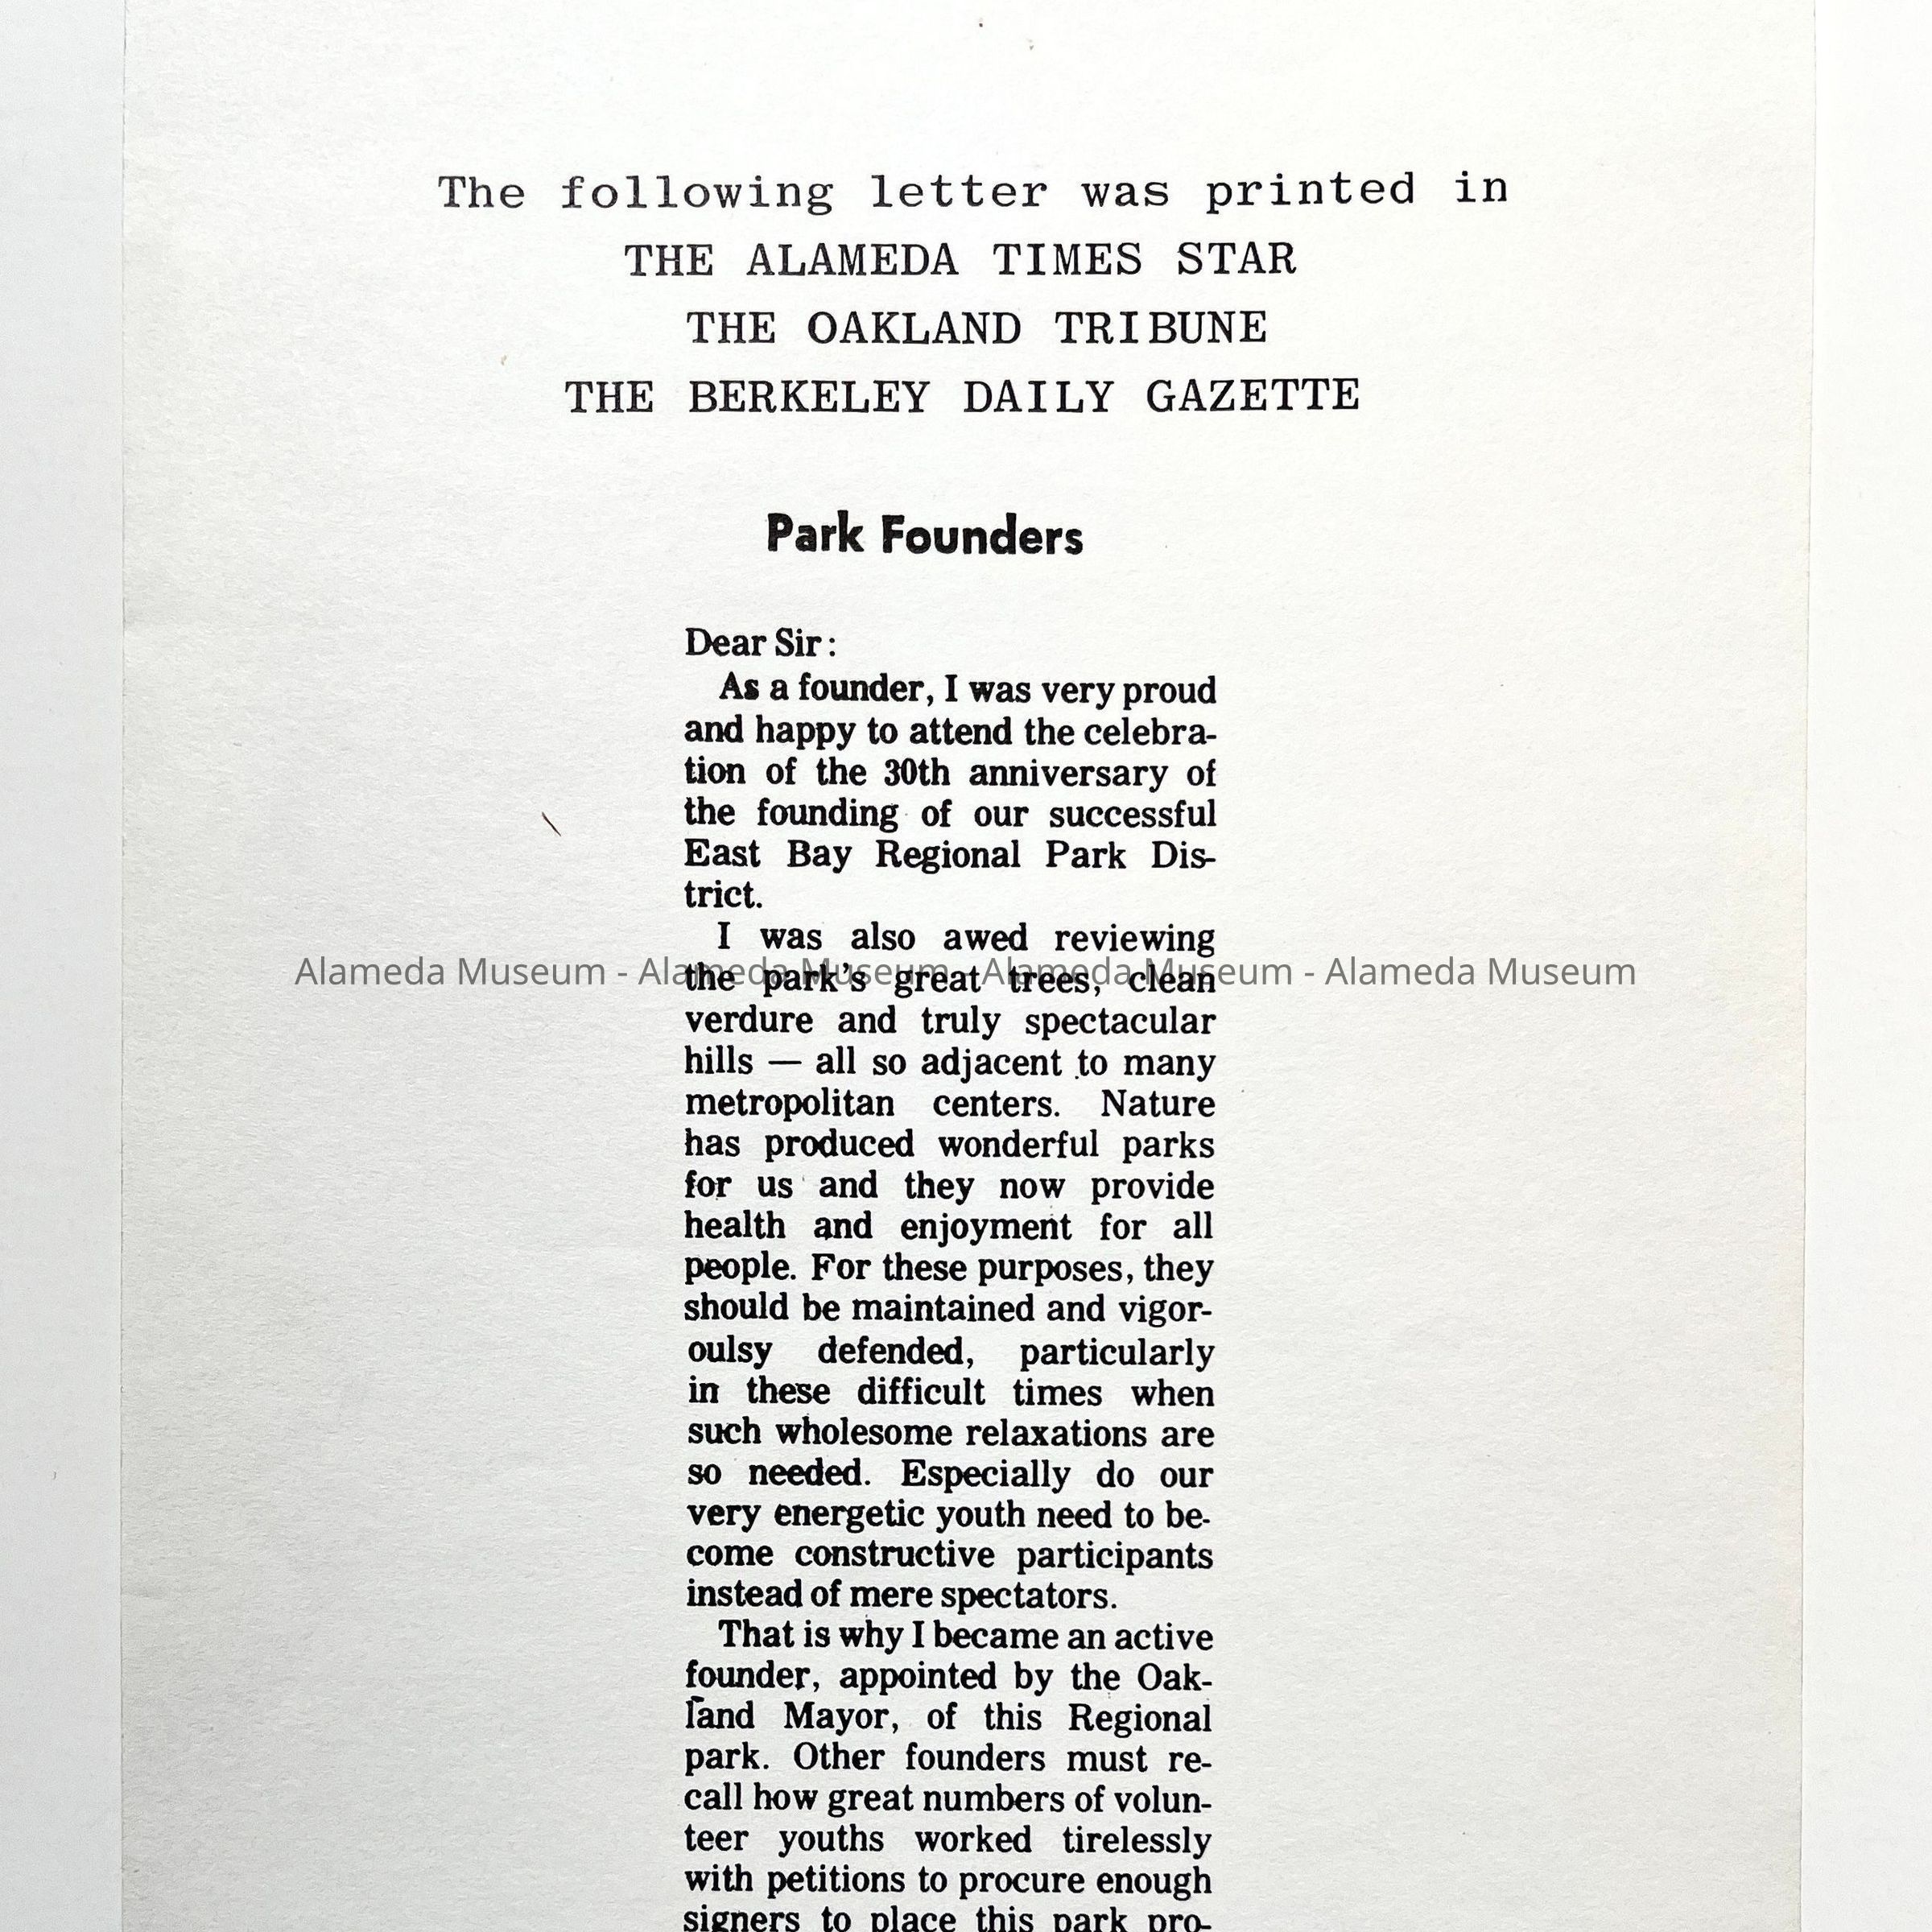 The following letter was printed in
THE ALAMEDA TIMES STAR
THE OAKLAND TRIBUNE
THE BERKELEY DAILY GAZETTE
Park Founders
Dear Sir:
As a founder, I was very proud
and happy to attend the celebra-
tion of the 30th anniversary of
the founding of our successful
East Bay Regional Park Dis-
trict.
I was also awed reviewing
Alameda Museum - Alameda Museum - Alameda Museum - Alameda Museum
the park's great trees, clean
verdure and truly spectacular
hills — all so adjacent to many
metropolitan centers. Nature
has produced wonderful parks
for us and they now provide
health and enjoyment for all
people. For these purposes, they
should be maintained and vigor-
oulsy defended, particularly
in these difficult times when
such wholesome relaxations are
so needed. Especially do our
very energetic youth need to be-
come constructive participants
instead of mere spectators.
That is why I became an active
founder, appointed by the Oak-
land Mayor, of this Regional
park. Other founders must re-
call how great numbers of volun-
teer youths worked tirelessly
with petitions to procure enough
signers to place this park pro-